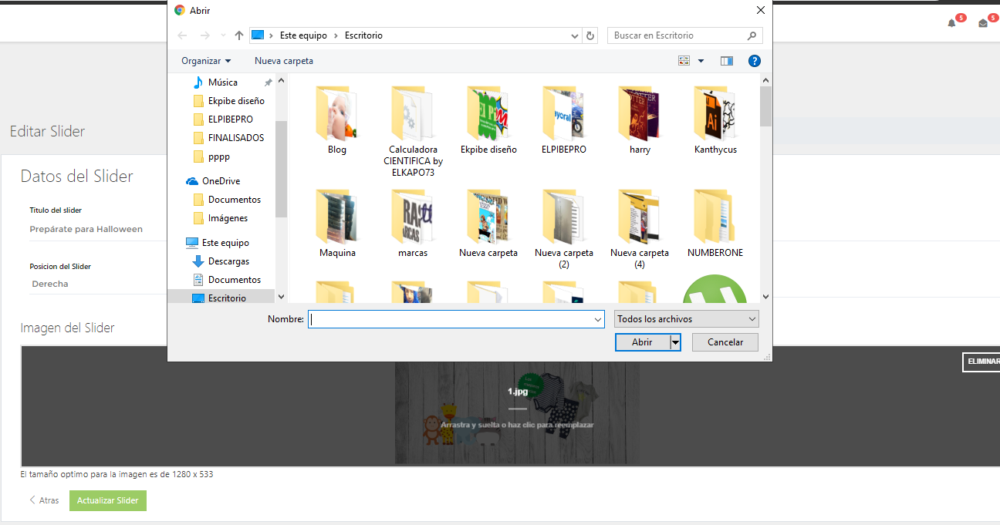 Abrir
Este equipo > Escritorio
Buscar en Escritorio
Organizar
Nueva carpeta
5
5
Música
Ekpibe diseño
ELPIBEPRO
FINALISADOS
pppp
OneDrive
Documentos
Imágenes
Este equipo
Descargas
Documentos
Escritorio
Blog
Calculadora
CIENTIFICA by
ELKAPO73
Ekpibe diseño
ELPIBEPRO
harry
Kanthycus
Maquina
marcas
Nueva carpeta
Nueva carpeta
(2)
Nueva carpeta
(4)
NUMBERONE
Nombre:
Todos los archivos
Abrir
Cancelar
Editar Slider
Datos del Slider
Titulo del slider
Prepárate para Halloween
Posicion del Slider
Derecha
Imagen del Slider
ELIMINAR
1.jpg
Arrastra y suelta o haz clic para reemplazar
El tamaño optimo para la imagen es de 1280 x 533
Atras
Actualizar Slider